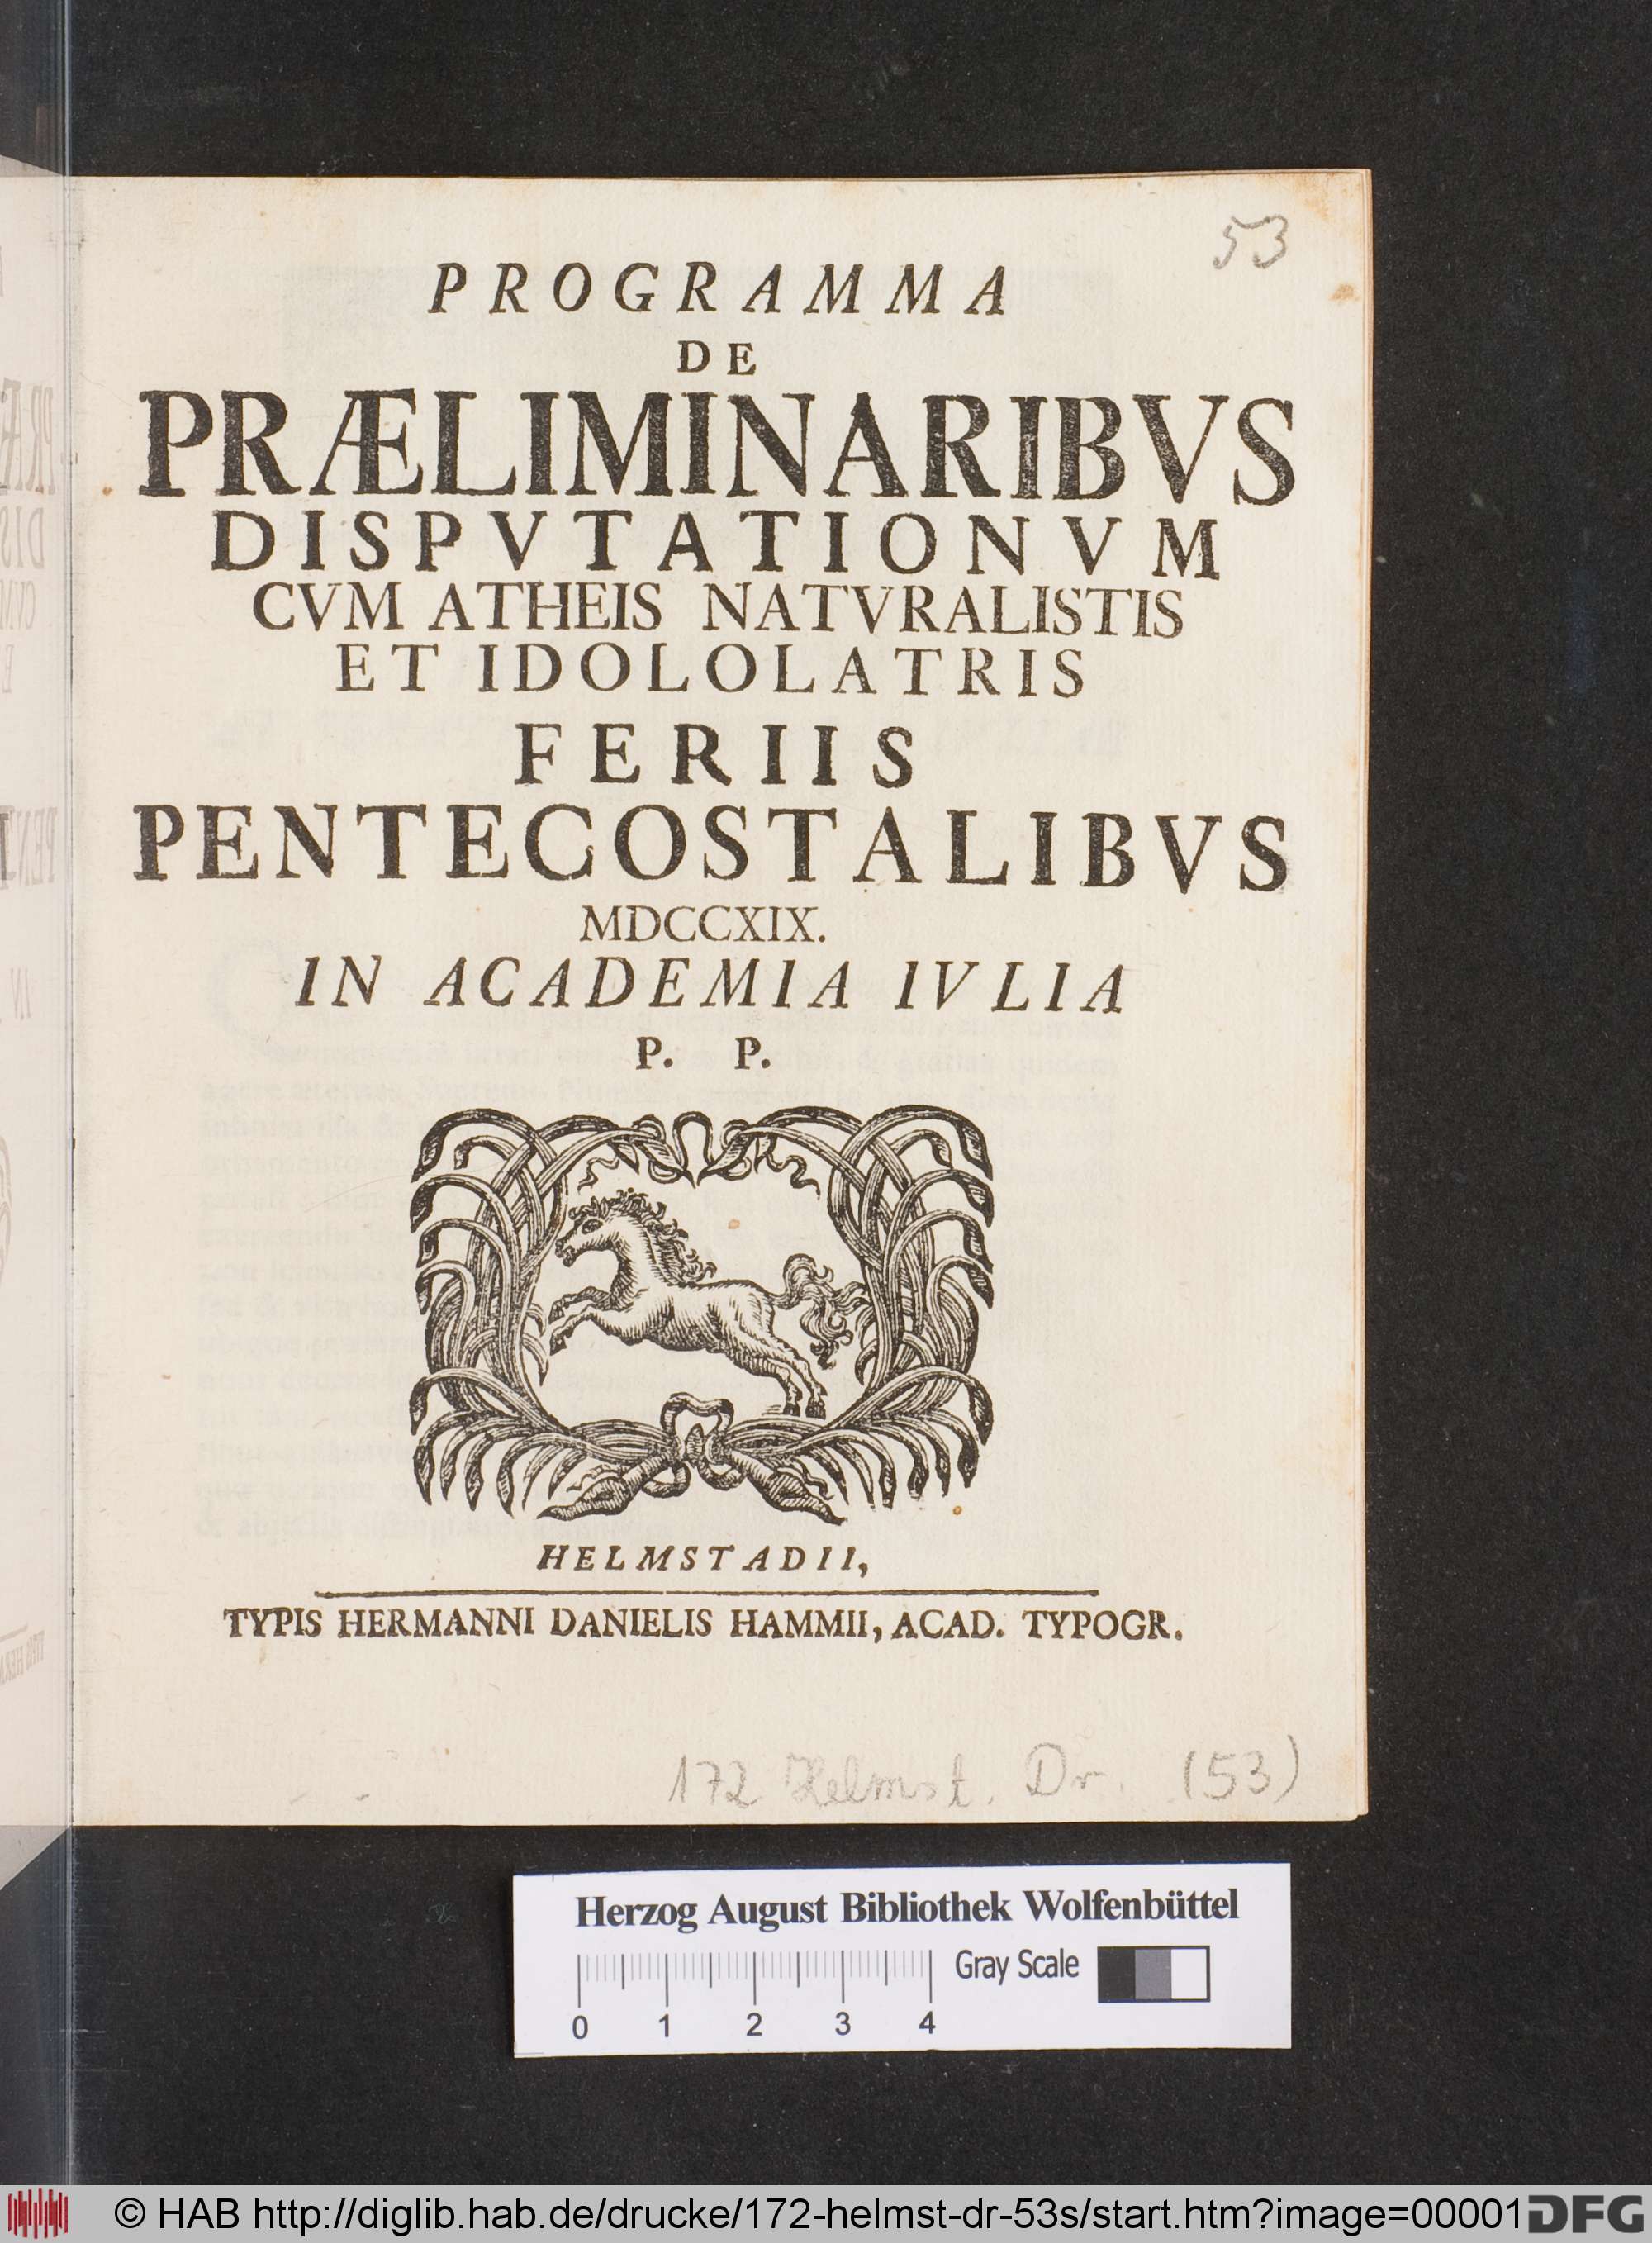 53
PROGRAMMA
DE
PRÆLIMINARIBVS
DISPVTATIONVM
CVM ATHEIS NATVRALISTIS
ET IDOLOLATRIS
FERIIS
PENTECOSTALIBVS
MDCCXIX.
IN ACADEMIA IVLIA
P. P.
HELMSTADII,
TYPIS HERMANNI DANIELIS HAMMII, ACAD. TYPOGR.
172 Helmst. Dr. (53)
Herzog August Bibliothek Wolfenbüttel
Gray Scale
0 1 2 3 4
© HAB http://diglib.hab.de/drucke/172-helmst-dr-53s/start.htm?image=00001
DFG